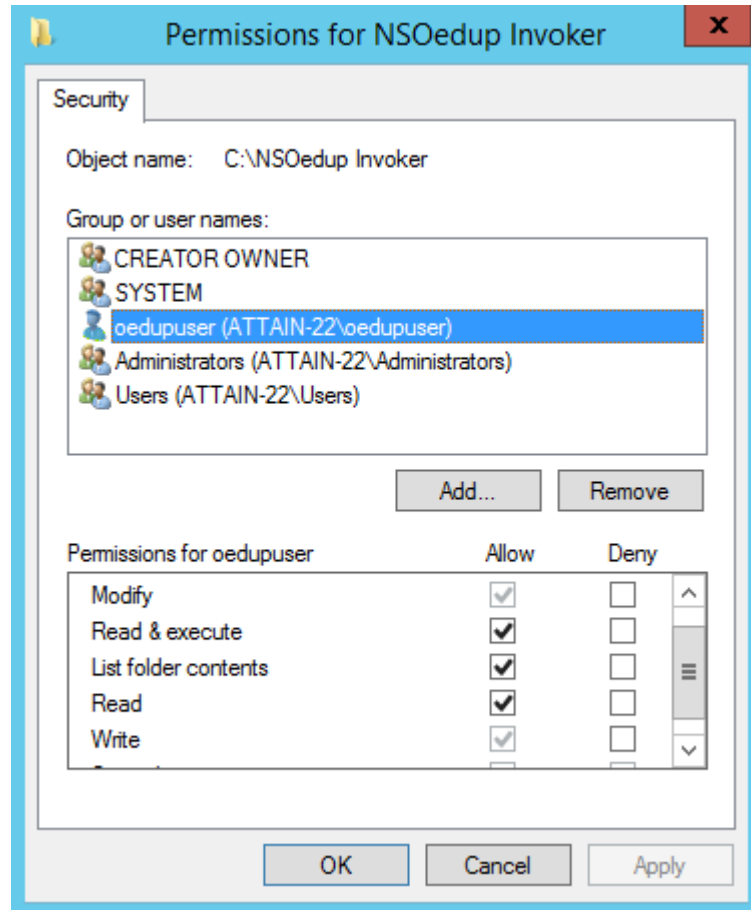 Permissions for NSOedup Invoker
x
Security
Object name: C:\NSOedup Invoker
Group or user names:
CREATOR OWNER
SYSTEM
oedupuser (ATTAIN-22\oedupuser)
Administrators (ATTAIN-22\Administrators)
Users (ATTAIN-22\Users)
Add... Remove
Permissions for oedupuser Allow Deny
Modify
Read & execute
List folder contents
Read
Write
OK Cancel Apply